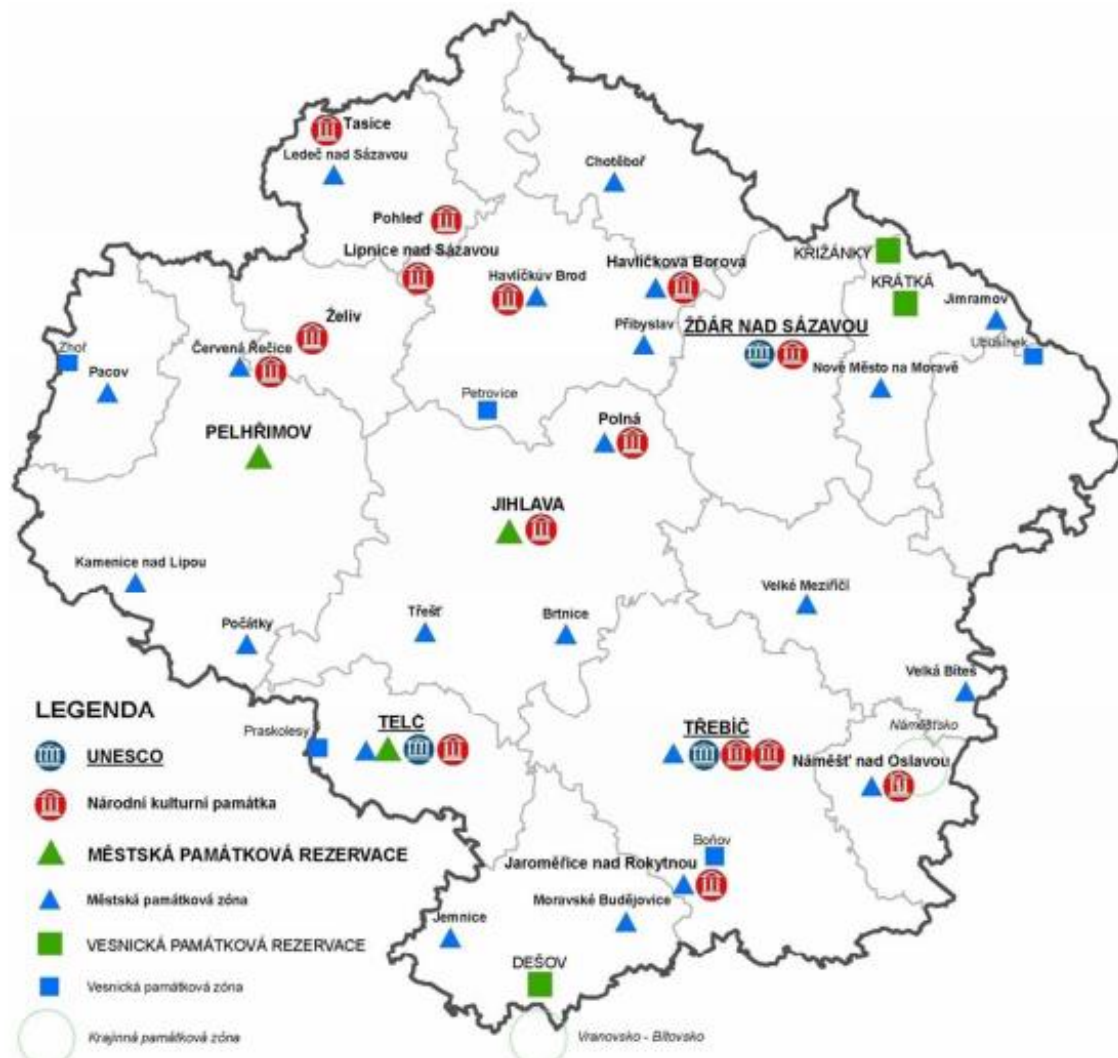 Tasice
Ledeč nad Sázavou
Chotěboř
Pohleď
Lipnice nad Sázavou
Havlíčkův Brod
Havlíčkova Borová
KŘIŽÁNKY
KRÁTKÁ
Jimramov
Želiv
Přibyslav
ŽĎÁR NAD SÁZAVOU
Zhoř
Červená Řečice
Pacov
Nové Město na Moravě
Petrovice
PELHŘIMOV
Polná
JIHLAVA
Kamenice nad Lipou
Velké Meziříčí
Počátky
Třešť
Brtnice
Velká Bíteš
LEGENDA
Praskolesy
TELČ
TŘEBÍČ
Náměšťsko
Náměšť nad Oslavou
UNESCO
Národní kulturní památka
MĚSTSKÁ PAMÁTKOVÁ REZERVACE
Boňov
Jaroměřice nad Rokytnou
Městská památková zóna
Moravské Budějovice
Jemnice
VESNICKÁ PAMÁTKOVÁ REZERVACE
DEŠOV
Vesnická památková zóna
Krajinná památková zóna
Vranovsko - Bítovsko